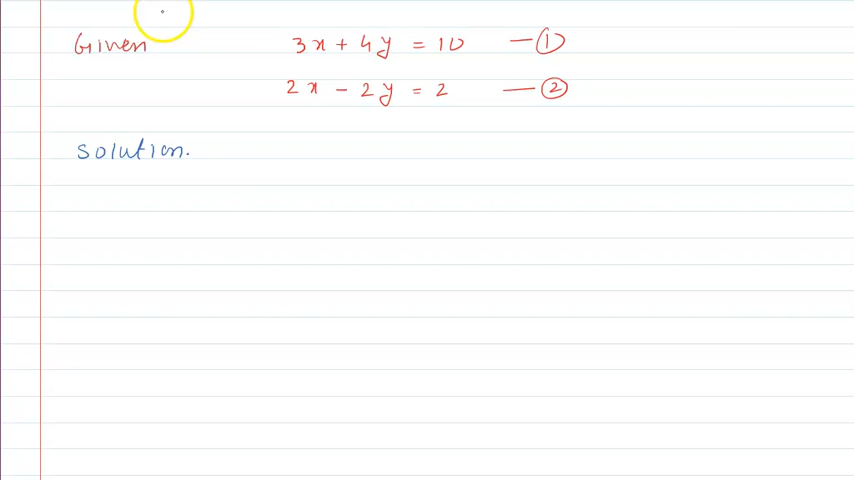 Given 3x + 4y = 10 — ①
2x - 2y = 2 — ②
Solution.